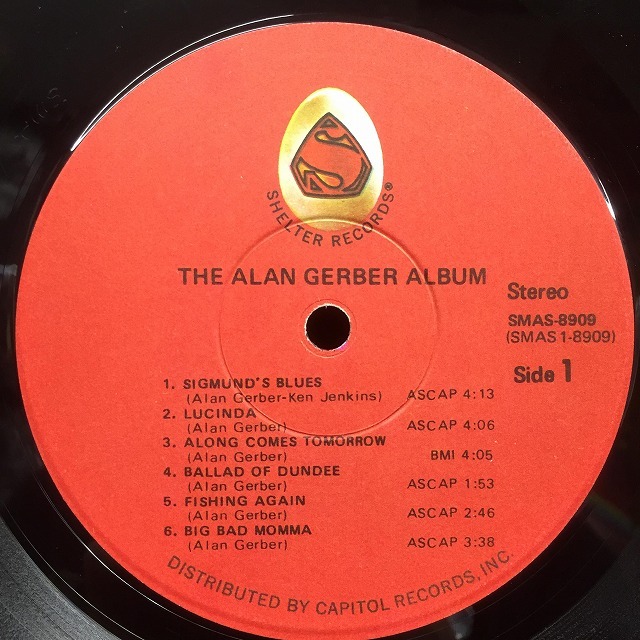 SHELTER RECORDS®
THE ALAN GERBER ALBUM
Stereo
SMAS-8909
(SMAS 1-8909)
Side 1
1. SIGMUND'S BLUES
(Alan Gerber-Ken Jenkins) ASCAP 4:13
2. LUCINDA
(Alan Gerber) ASCAP 4:06
3. ALONG COMES TOMORROW
(Alan Gerber) BMI 4:05
4. BALLAD OF DUNDEE
(Alan Gerber) ASCAP 1:53
5. FISHING AGAIN
(Alan Gerber) ASCAP 2:46
6. BIG BAD MOMMA
(Alan Gerber) ASCAP 3:38
DISTRIBUTED BY CAPITOL RECORDS, INC.